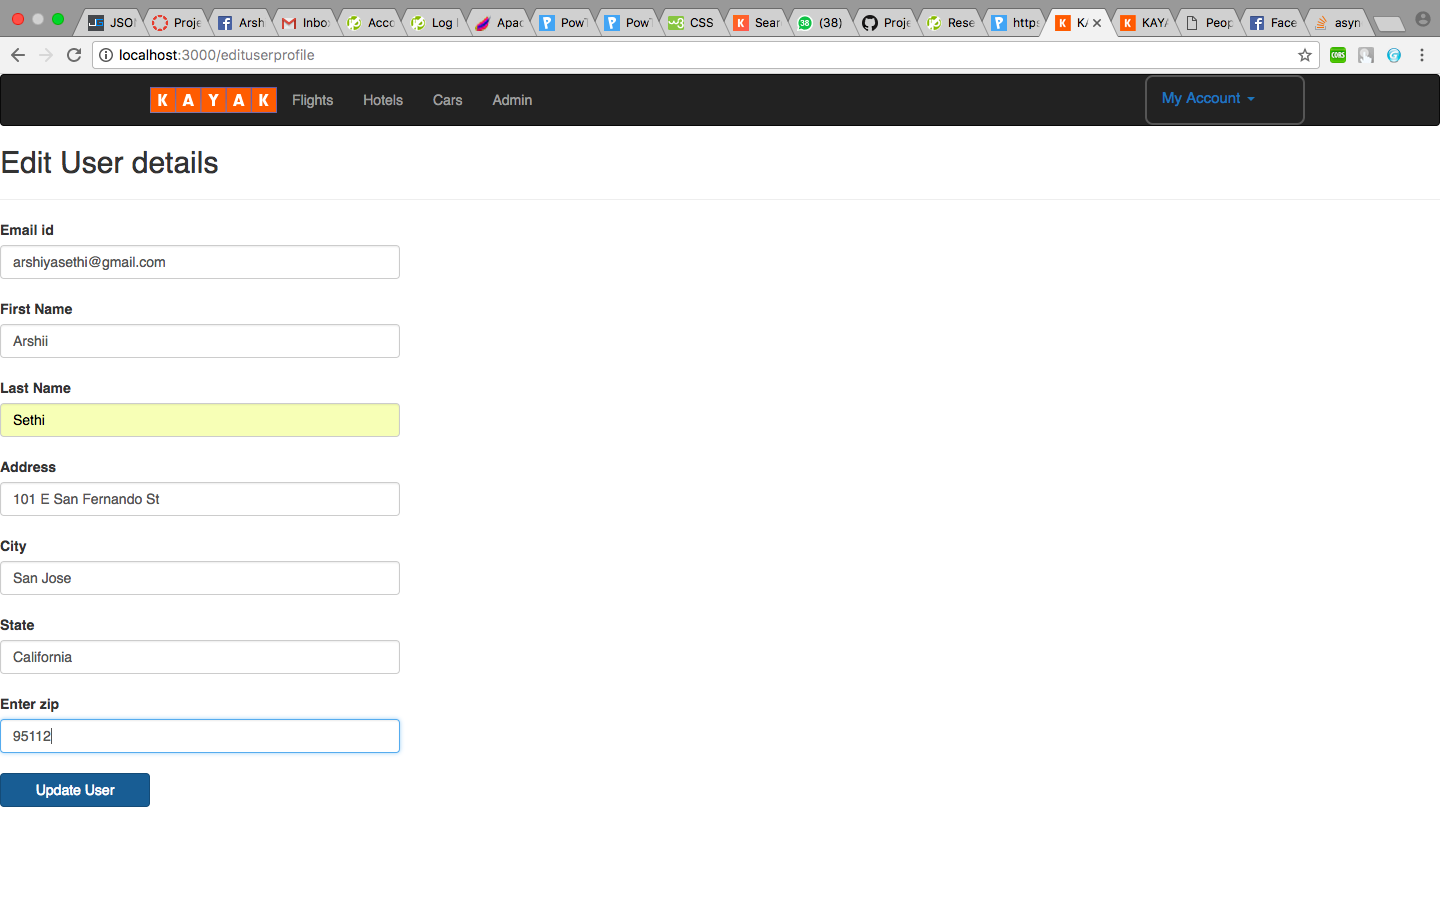 JSO Proje Arsh Inbo Acco Log Apac Pow Pow CSS Sear (38) Proje Rese https KA KAYA Peop Face asyn
localhost:3000/edituserprofile
KAYAK Flights Hotels Cars Admin My Account
Edit User details
Email id
arshiyasethi@gmail.com
First Name
Arshii
Last Name
Sethi
Address
101 E San Fernando St
City
San Jose
State
California
Enter zip
95112
Update User